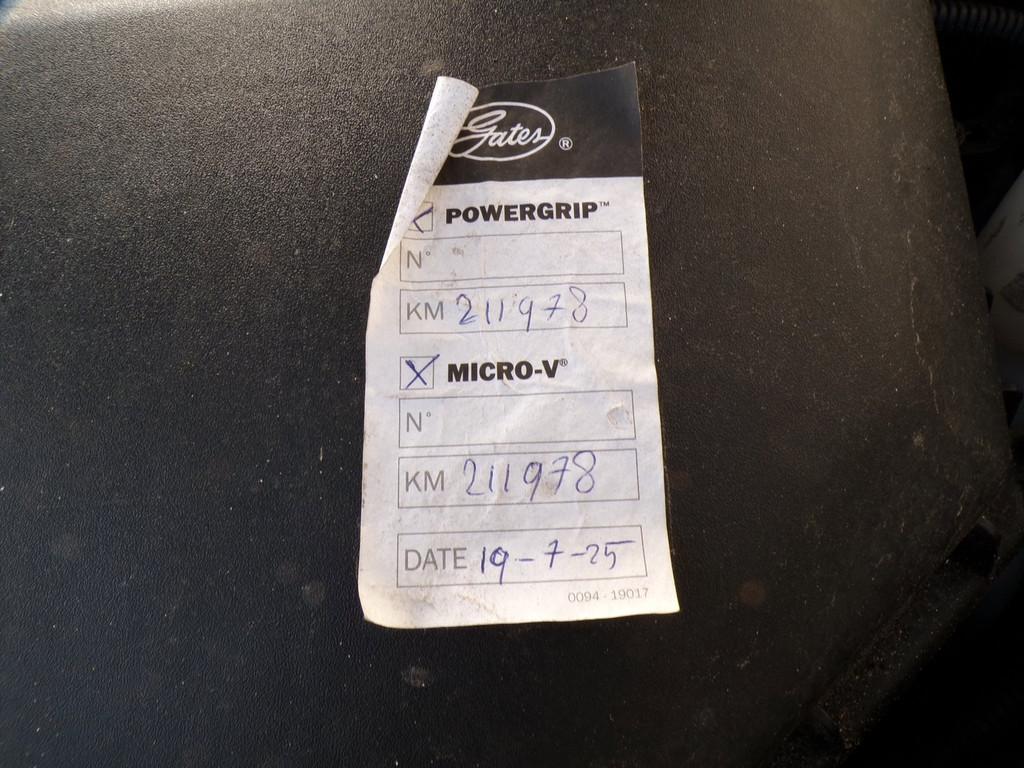 Gates®
POWERGRIP™
N°
KM 211978
X MICRO-V®
N°
KM 211978
DATE 19-7-25
0094 - 19017